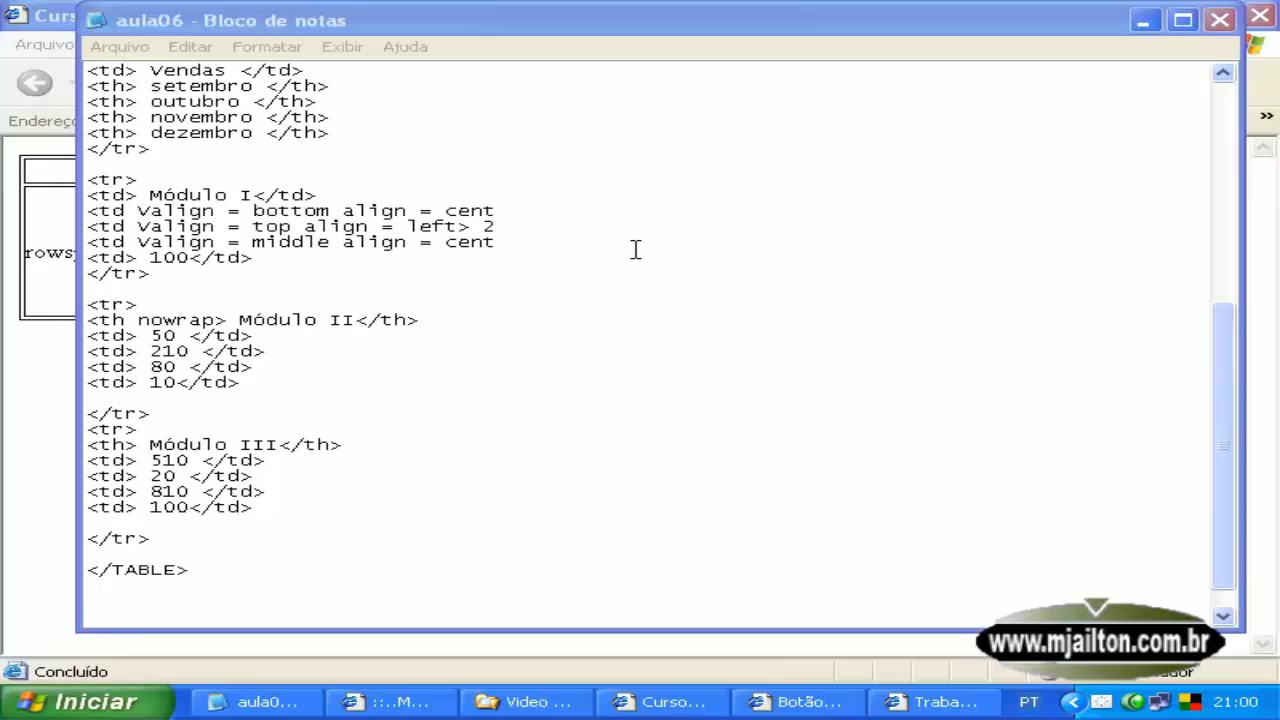 Curs
aula06 - Bloco de notas
Arquivo
Arquivo Editar Formatar Exibir Ajuda
Endereç
<td> Vendas </td>
<th> setembro </th>
<th> outubro </th>
<th> novembro </th>
<th> dezembro </th>
</tr>
<tr>
<td> Módulo I</td>
<td Valign = bottom align = cent
<td Valign = top align = left> 2
<td Valign = middle align = cent
<td> 100</td>
</tr>
rows
<tr>
<th nowrap> Módulo II</th>
<td> 50 </td>
<td> 210 </td>
<td> 80 </td>
<td> 10</td>
</tr>
<tr>
<th> Módulo III</th>
<td> 510 </td>
<td> 20 </td>
<td> 810 </td>
<td> 100</td>
</tr>
</TABLE>
www.mjailton.com.br
Concluído
Iniciar aula0... ::..M... Video ... Curso... Botão... Traba... PT 21:00